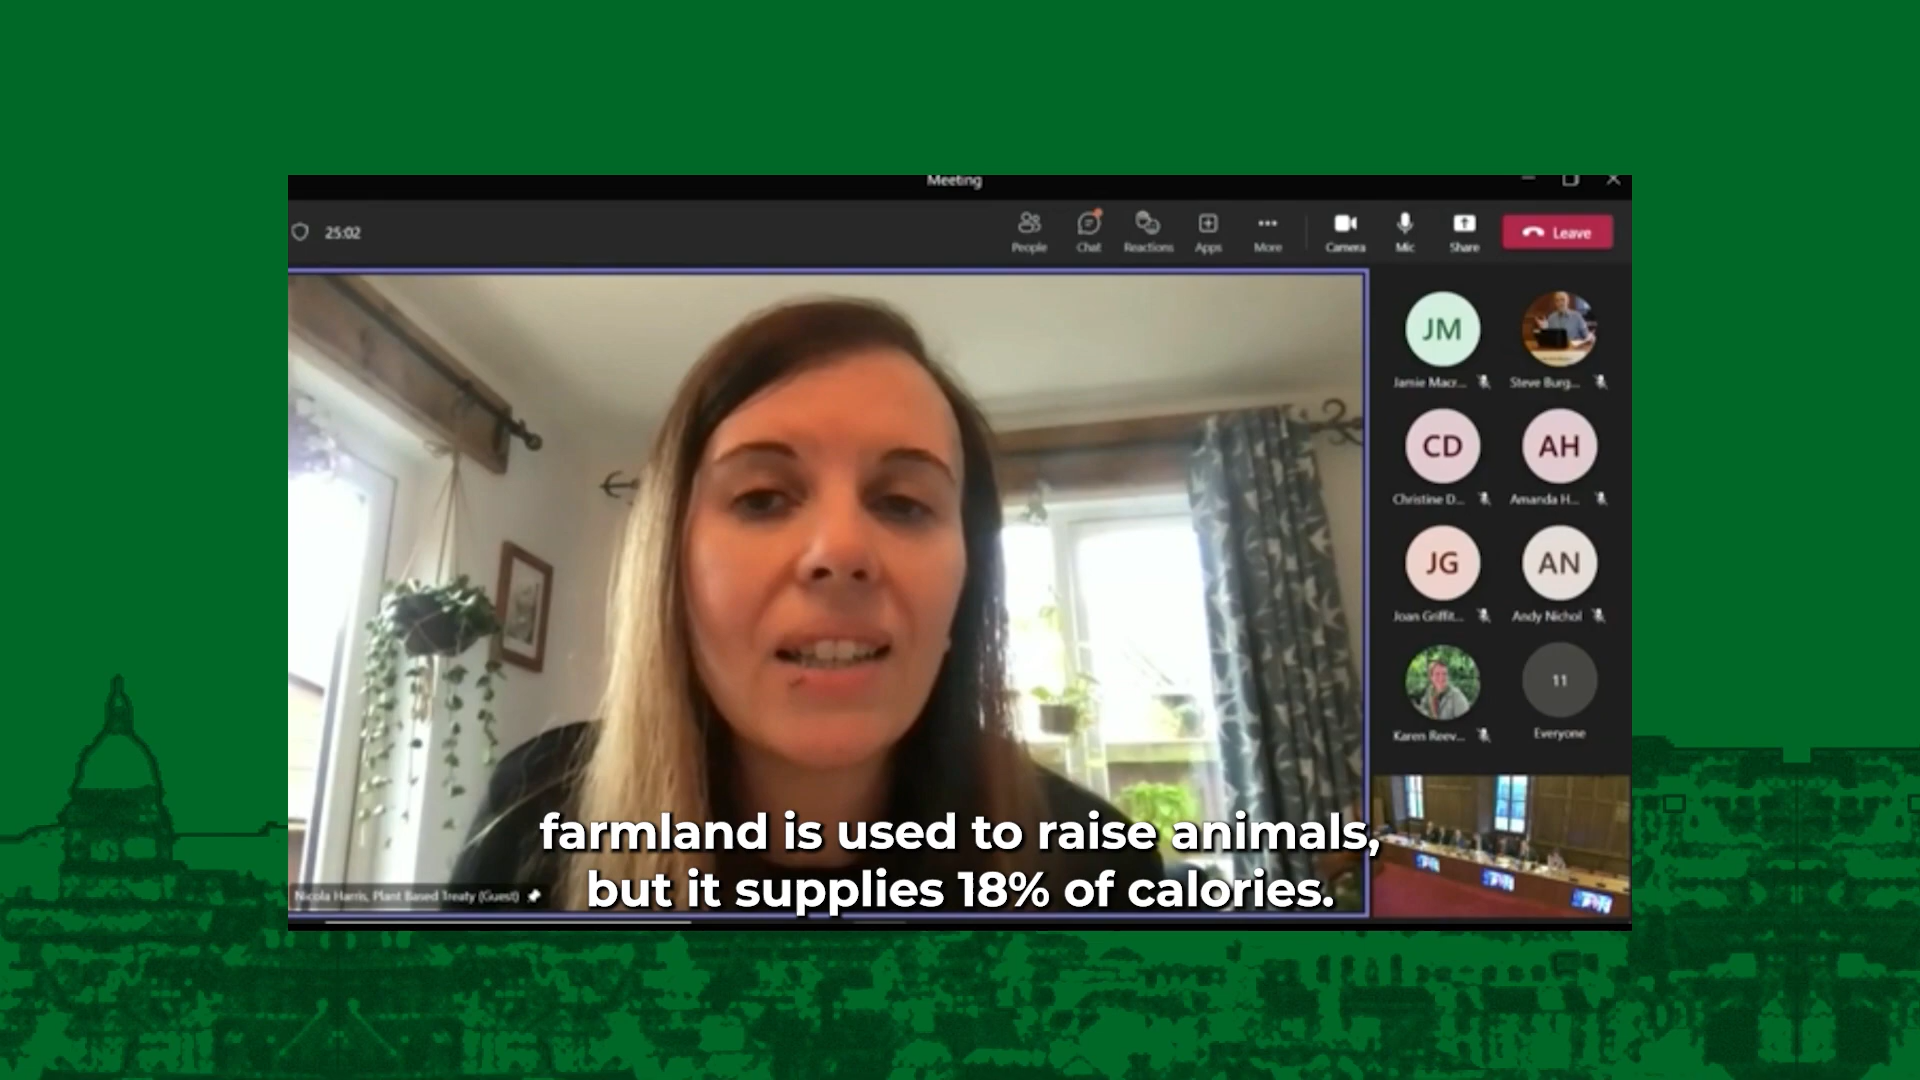 Meeting
25:02
People
Chat
Reactions
Apps
More
Camera
Mic
Share
Leave
JM
Jamie Macr...
Steve Burg...
CD
Christine D...
AH
Amanda H...
JG
Joan Griffit...
AN
Andy Nichol
Karen Reev...
11
Everyone
farmland is used to raise animals,
but it supplies 18% of calories.
Nicola Harris, Plant Based Treaty (Guest)